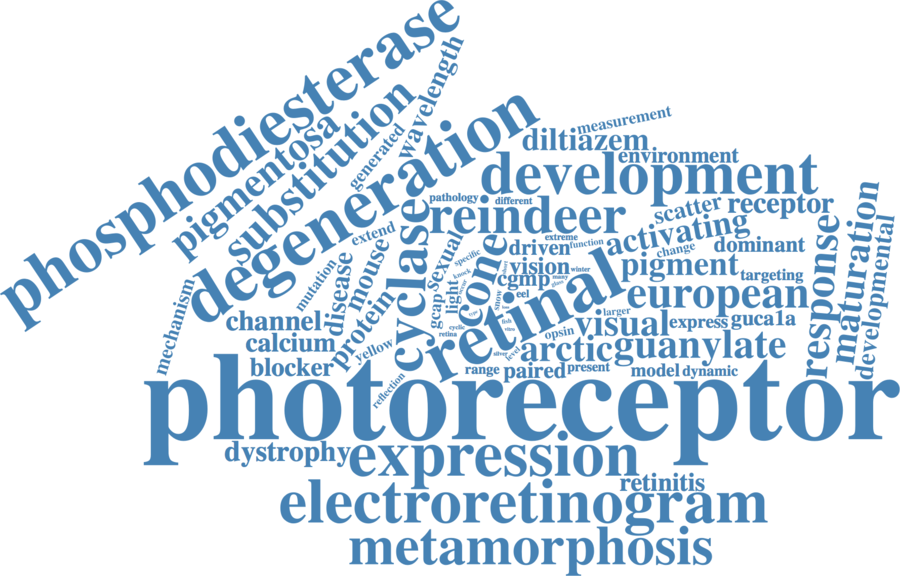 phosphodiesterase
pigmentosa
substitution
generated
wavelength
degeneration
measurement
diltiazem
environment
development
pathology
different
reindeer
scatter
receptor
extend
cyclase
sexual
extreme
driven
function
activating
change
dominant
response
maturation
developmental
mutation
disease
mouse
specific
cone
vision
winter
pigment
targeting
mechanism
protein
gcap
light
knock
cgmp
many
eel
snow
retinal
european
channel
calcium
blocker
yellow
larger
opsin
visual
express
guca1a
cyclic
retina
fish
silver
level
arctic
guanylate
reflection
range
paired
present
model
dynamic
photoreceptor
dystrophy
expression
retinitis
electroretinogram
metamorphosis